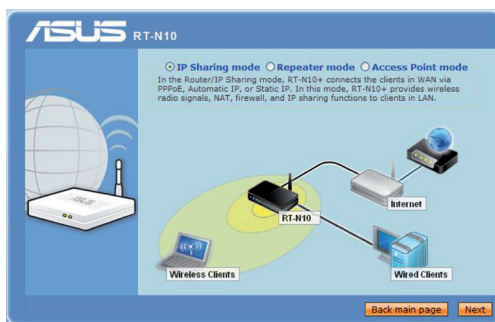 ASUS RT-N10
IP Sharing mode Repeater mode Access Point mode
In the Router/IP Sharing mode, RT-N10+ connects the clients in WAN via
PPPoE, Automatic IP, or Static IP. In this mode, RT-N10+ provides wireless
radio signals, NAT, firewall, and IP sharing functions to clients in LAN.
Internet
RT-N10
Wireless Clients
Wired Clients
Back main page Next